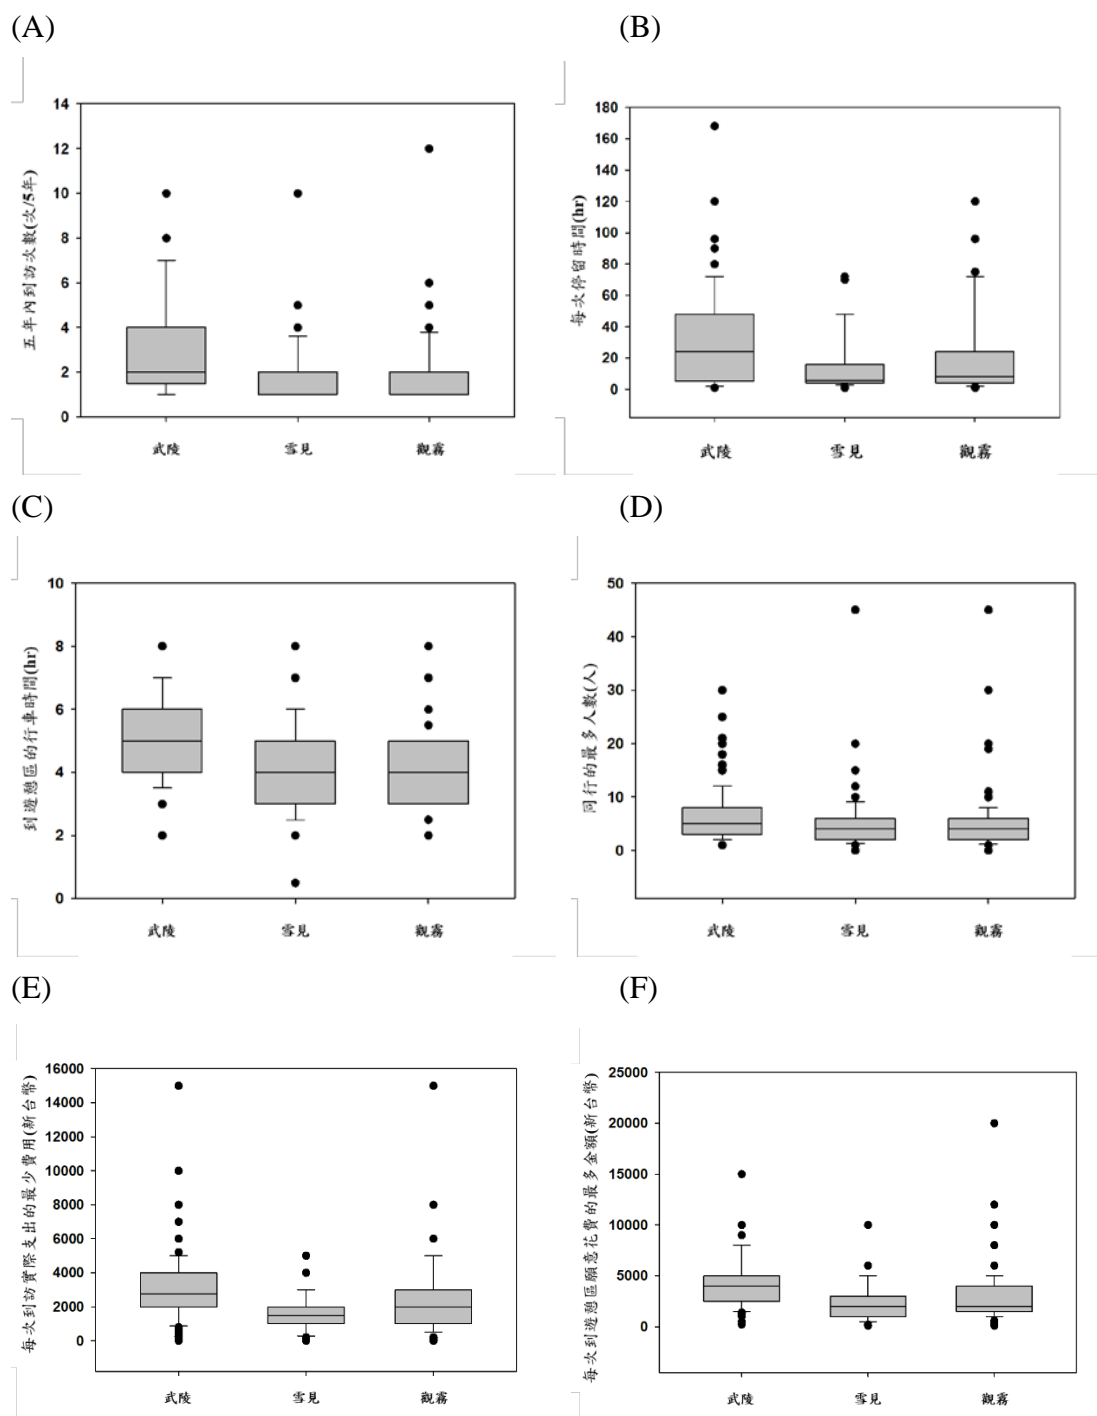 (A)
(B)
五年內到訪次數(次/5年)
14
12
10
8
6
4
2
0
武陵 雪見 觀霧
每次停留時間(hr)
180
160
140
120
100
80
60
40
20
0
武陵 雪見 觀霧
(C)
(D)
到遊憩區的行車時間(hr)
10
8
6
4
2
0
武陵 雪見 觀霧
同行的最多人數(人)
50
40
30
20
10
0
武陵 雪見 觀霧
(E)
(F)
每次到訪實際支出的最少費用(新台幣)
16000
14000
12000
10000
8000
6000
4000
2000
0
武陵 雪見 觀霧
每次到遊憩區願意花費的最多金額(新台幣)
25000
20000
15000
10000
5000
0
武陵 雪見 觀霧